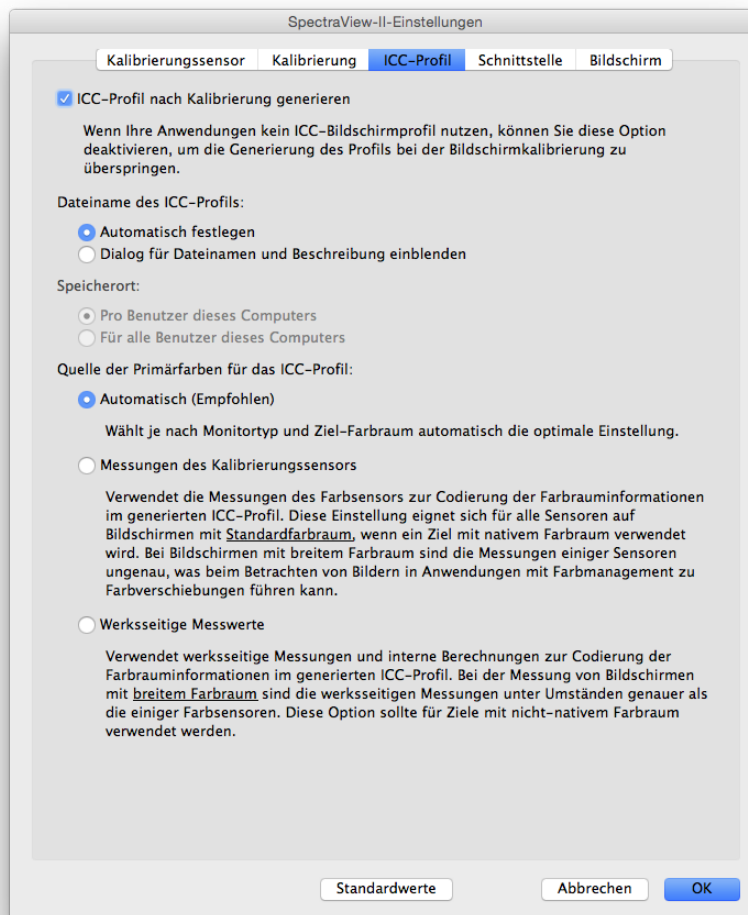 SpectraView-II-Einstellungen
Kalibrierungssensor Kalibrierung ICC-Profil Schnittstelle Bildschirm
ICC-Profil nach Kalibrierung generieren
Wenn Ihre Anwendungen kein ICC-Bildschirmprofil nutzen, können Sie diese Option
deaktivieren, um die Generierung des Profils bei der Bildschirmkalibrierung zu
überspringen.
Dateiname des ICC-Profils:
Automatisch festlegen
Dialog für Dateinamen und Beschreibung einblenden
Speicherort:
Pro Benutzer dieses Computers
Für alle Benutzer dieses Computers
Quelle der Primärfarben für das ICC-Profil:
Automatisch (Empfohlen)
Wählt je nach Monitortyp und Ziel-Farbraum automatisch die optimale Einstellung.
Messungen des Kalibrierungssensors
Verwendet die Messungen des Farbsensors zur Codierung der Farbrauminformationen
im generierten ICC-Profil. Diese Einstellung eignet sich für alle Sensoren auf
Bildschirmen mit Standardfarbraum, wenn ein Ziel mit nativem Farbraum verwendet
wird. Bei Bildschirmen mit breitem Farbraum sind die Messungen einiger Sensoren
ungenau, was beim Betrachten von Bildern in Anwendungen mit Farbmanagement zu
Farbverschiebungen führen kann.
Werksseitige Messwerte
Verwendet werksseitige Messungen und interne Berechnungen zur Codierung der
Farbrauminformationen im generierten ICC-Profil. Bei der Messung von Bildschirmen
mit breitem Farbraum sind die werksseitigen Messungen unter Umständen genauer als
die einiger Farbsensoren. Diese Option sollte für Ziele mit nicht-nativem Farbraum
verwendet werden.
Standardwerte Abbrechen OK